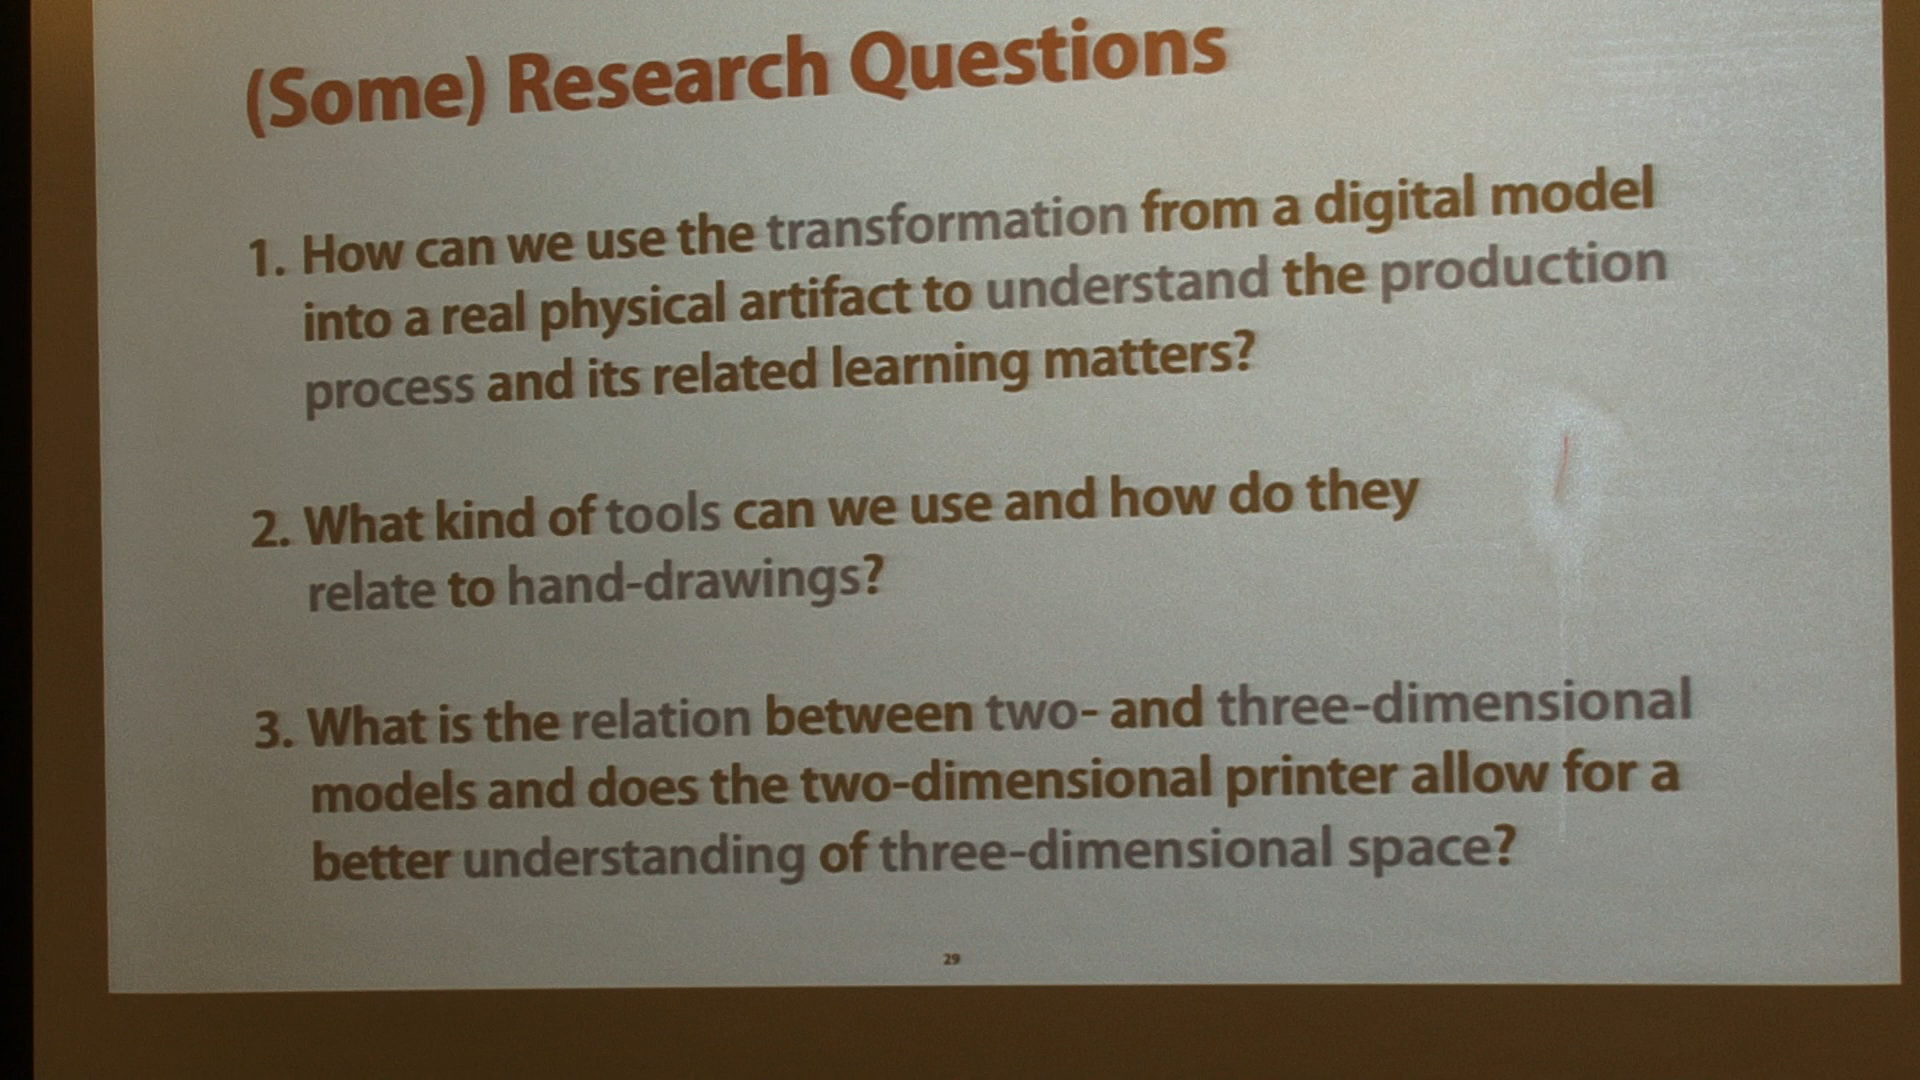 (Some) Research Questions
1. How can we use the transformation from a digital model
into a real physical artifact to understand the production
process and its related learning matters?
2. What kind of tools can we use and how do they
relate to hand-drawings?
3. What is the relation between two- and three-dimensional
models and does the two-dimensional printer allow for a
better understanding of three-dimensional space?
29